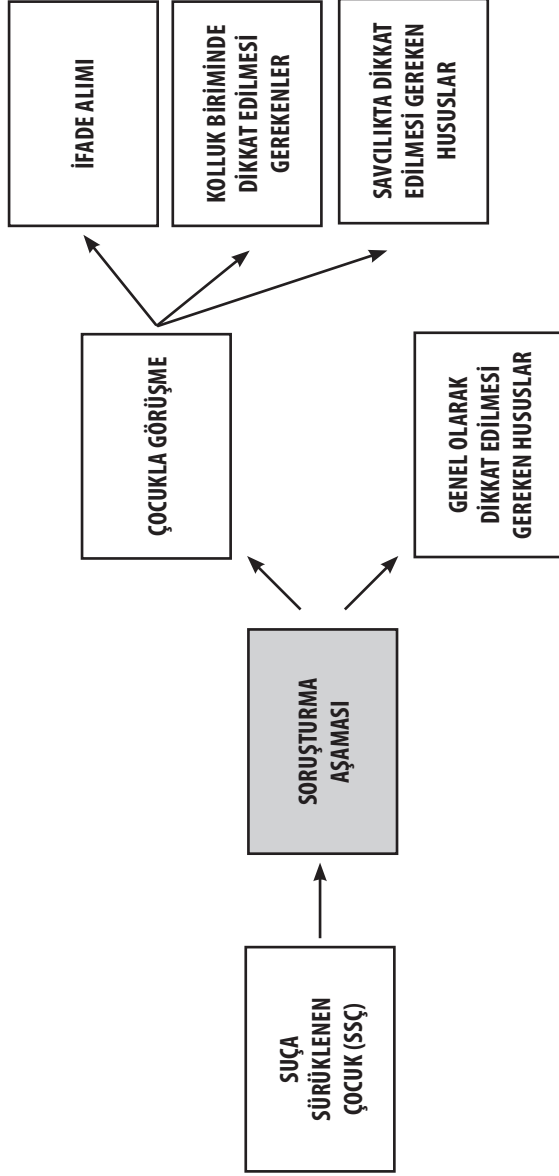 SUÇA
SÜRÜKLENEN
ÇOCUK (SSÇ)
SORUŞTURMA
AŞAMASI
ÇOCUKLA GÖRÜŞME
GENEL OLARAK
DİKKAT EDİLMESİ
GEREKEN HUSUSLAR
İFADE ALIMI
KOLLUK BİRİMİNDE
DİKKAT EDİLMESİ
GEREKENLER
SAVCILIKTA DİKKAT
EDİLMESİ GEREKEN
HUSUSLAR